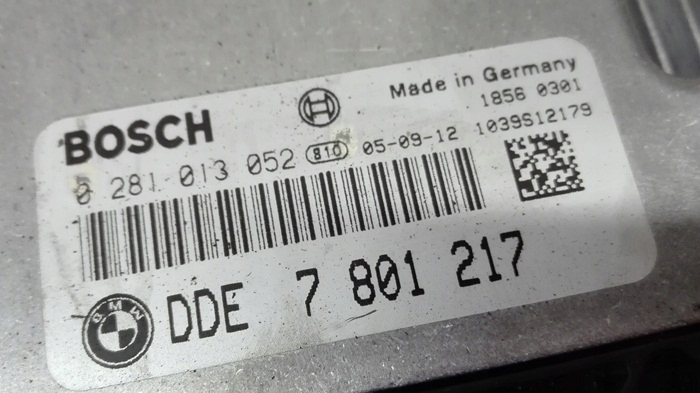 Made in Germany
1856 0301
BOSCH
0 281 013 052 810 05-09-12 1039S12179
BMW DDE 7 801 217